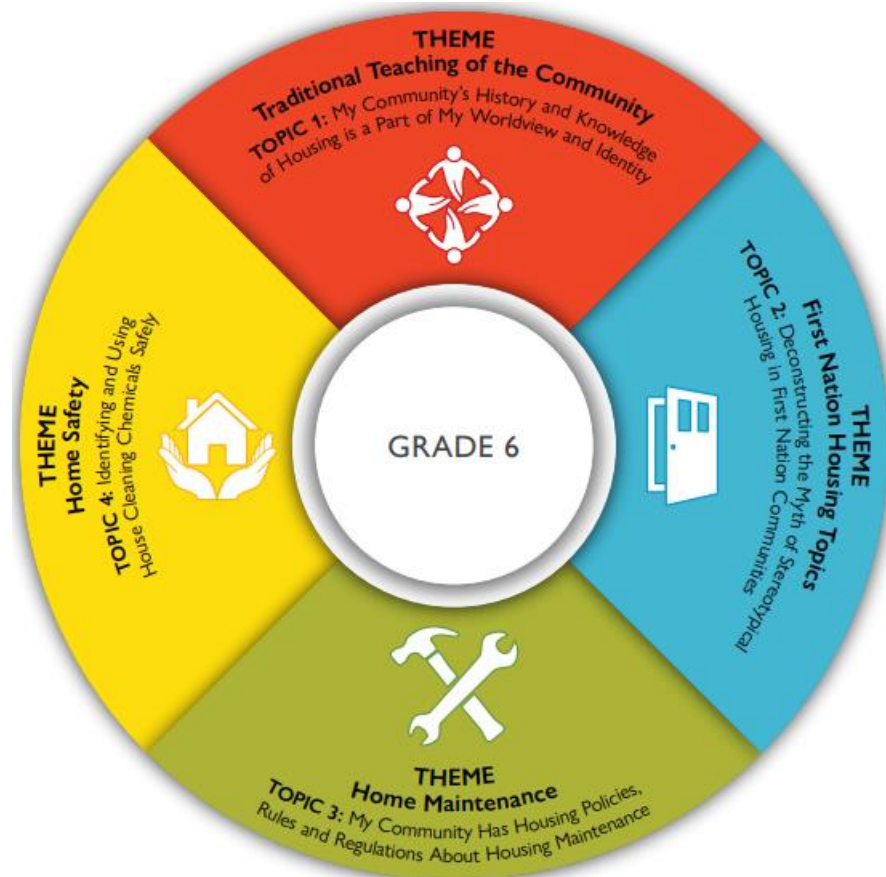 THEME
Traditional Teaching of the Community
TOPIC 1: My Community's History and Knowledge
of Housing is a Part of My Worldview and Identity
THEME
First Nation Housing Topics
TOPIC 2: Deconstructing the Myth of Stereotypical
Housing in First Nation Communities
THEME
Home Maintenance
TOPIC 3: My Community Has Housing Policies,
Rules and Regulations About Housing Maintenance
THEME
Home Safety
TOPIC 4: Identifying and Using
House Cleaning Chemicals Safely
GRADE 6